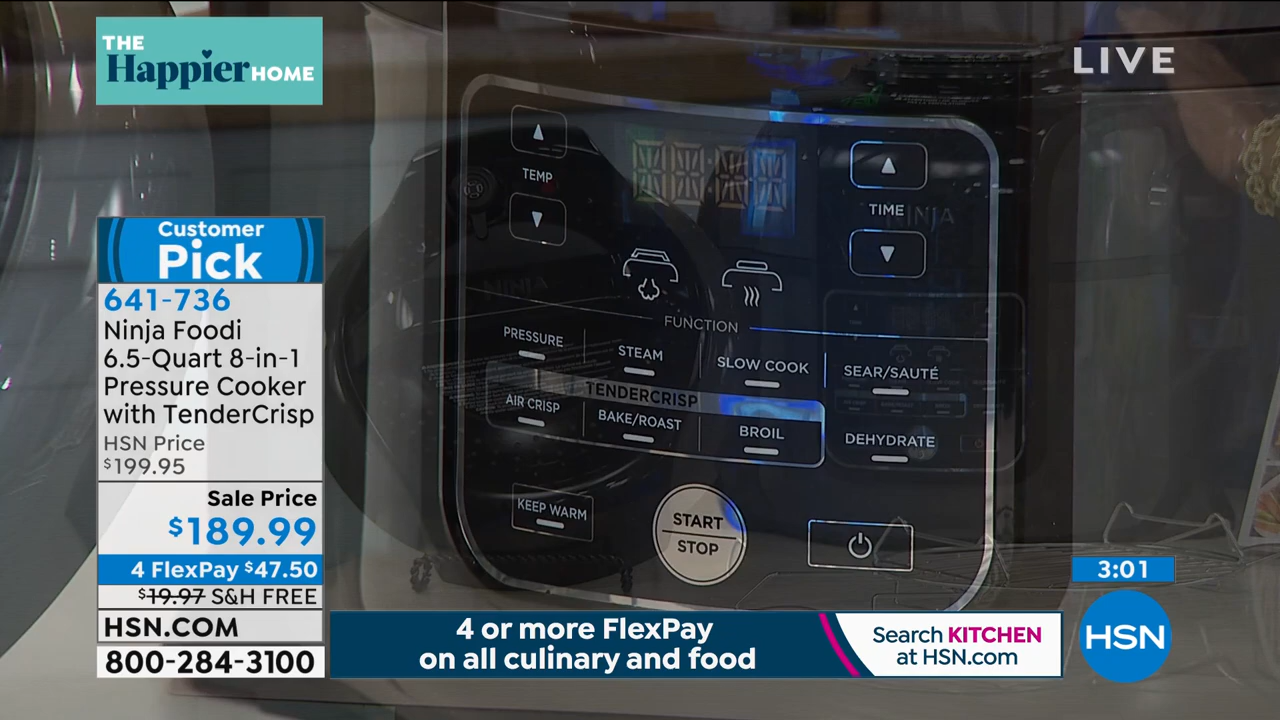 THE
Happier HOME
LIVE
Customer
Pick
641-736
Ninja Foodi
6.5-Quart 8-in-1
Pressure Cooker
with TenderCrisp
HSN Price
$199.95
Sale Price
$189.99
4 FlexPay $47.50
$19.97 S&H FREE
HSN.COM
800-284-3100
TEMP
TIME
NINJA
NINJA
FUNCTION
PRESSURE
STEAM
SLOW COOK
SEAR/SAUTÉ
TENDERCRISP
AIR CRISP
BAKE/ROAST
BROIL
DEHYDRATE
KEEP WARM
START
STOP
4 or more FlexPay
on all culinary and food
Search KITCHEN
at HSN.com
3:01
HSN